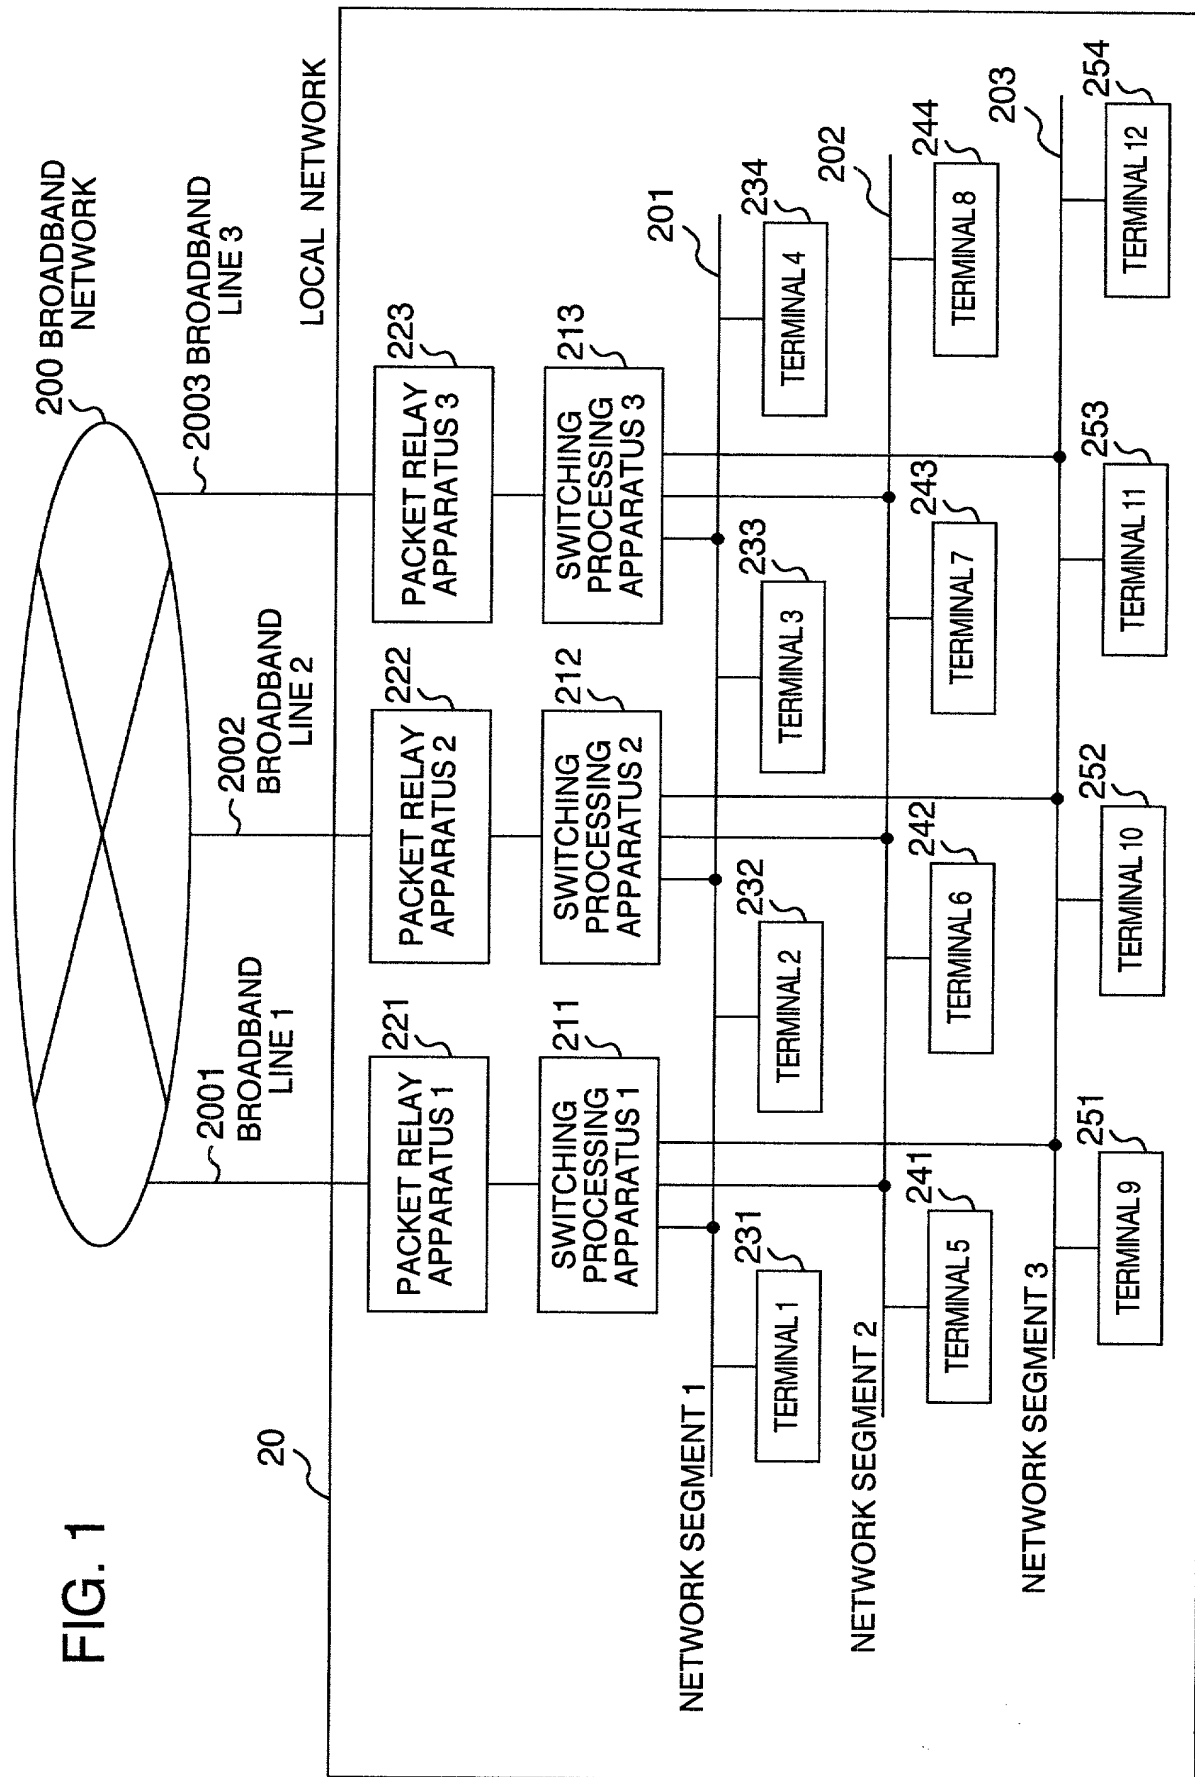 FIG. 1
200 BROADBAND
NETWORK
2001
BROADBAND
LINE 1
2002
BROADBAND
LINE 2
2003 BROADBAND
LINE 3
20
LOCAL NETWORK
221
PACKET RELAY
APPARATUS 1
222
PACKET RELAY
APPARATUS 2
223
PACKET RELAY
APPARATUS 3
211
SWITCHING
PROCESSING
APPARATUS 1
212
SWITCHING
PROCESSING
APPARATUS 2
213
SWITCHING
PROCESSING
APPARATUS 3
NETWORK SEGMENT 1
201
231
TERMINAL 1
232
TERMINAL 2
233
TERMINAL 3
234
TERMINAL 4
NETWORK SEGMENT 2
202
241
TERMINAL 5
242
TERMINAL 6
243
TERMINAL 7
244
TERMINAL 8
NETWORK SEGMENT 3
203
251
TERMINAL 9
252
TERMINAL 10
253
TERMINAL 11
254
TERMINAL 12